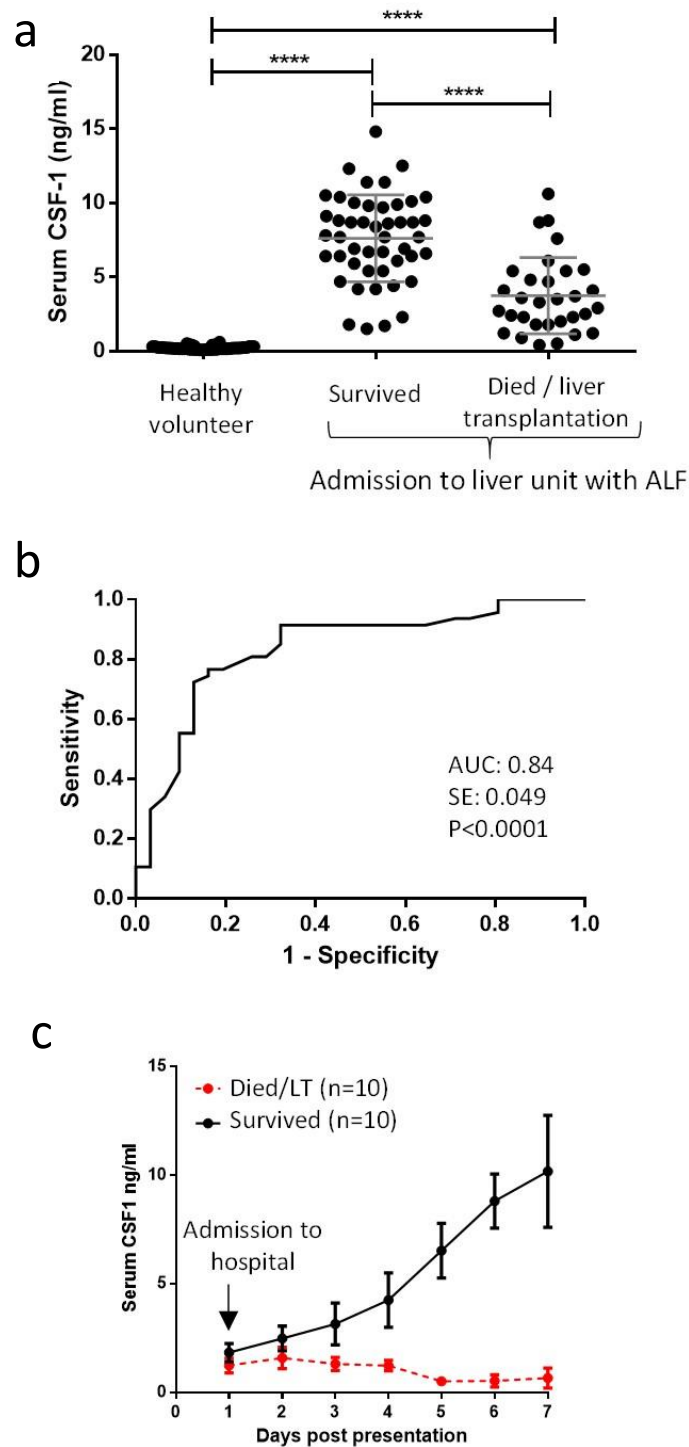 a
****
****
****
20
15
10
5
0
Serum CSF-1 (ng/ml)
Healthy
volunteer
Survived
Died / liver
transplantation
Admission to liver unit with ALF
b
1.0
0.8
0.6
0.4
0.2
0.0
Sensitivity
AUC: 0.84
SE: 0.049
P<0.0001
0.0 0.2 0.4 0.6 0.8 1.0
1 - Specificity
c
15
10
5
0
Serum CSF1 ng/ml
Died/LT (n=10)
Survived (n=10)
Admission to
hospital
0 1 2 3 4 5 6 7
Days post presentation